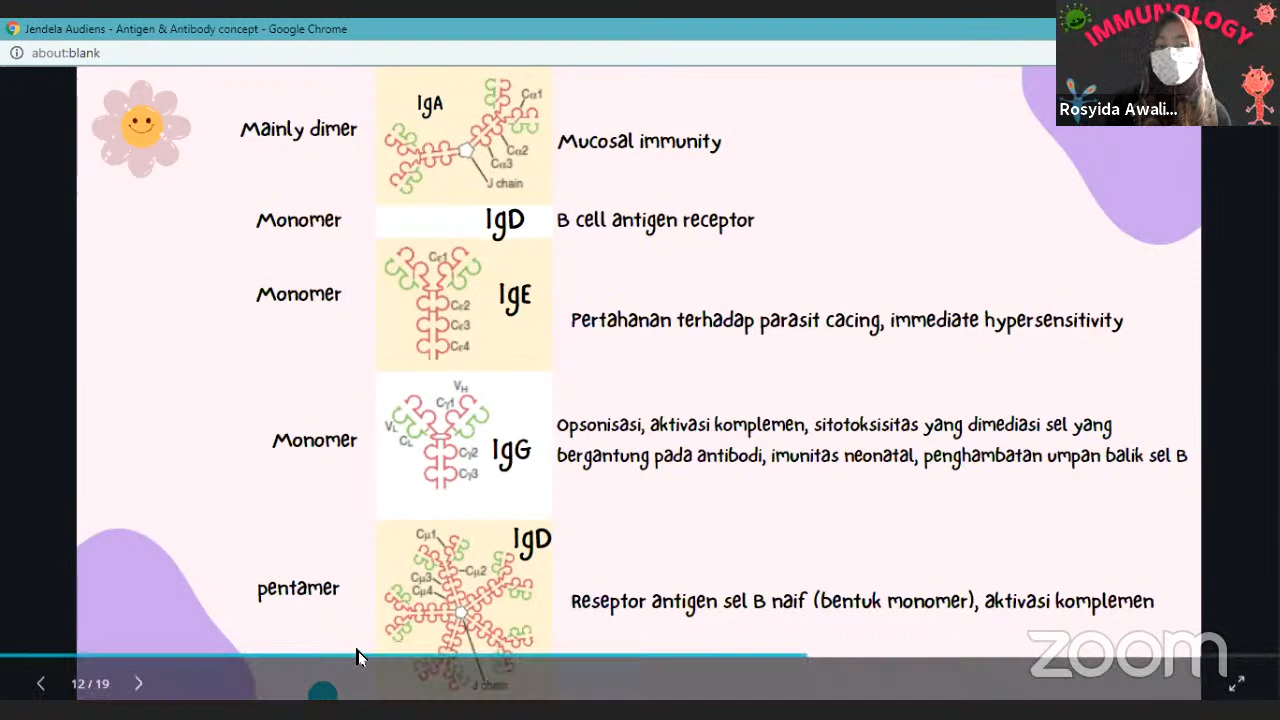 Jendela Audiens - Antigen & Antibody concept - Google Chrome
about:blank
IMMUNOLOGY
Rosyida Awali...
Mainly dimer
IgA
Cα1
Cα2
Cα3
J chain
Mucosal immunity
Monomer
IgD
B cell antigen receptor
Monomer
Cε1
IgE
Cε2
Cε3
Cε4
Pertahanan terhadap parasit cacing, immediate hypersensitivity
Monomer
VH
Cγ1
VL
CL
IgG
Cγ2
Cγ3
Opsonisasi, aktivasi komplemen, sitotoksisitas yang dimediasi sel yang
bergantung pada antibodi, imunitas neonatal, penghambatan umpan balik sel B
pentamer
Cμ1
IgD
Cμ2
Cμ3
Cμ4
J chain
Reseptor antigen sel B naif (bentuk monomer), aktivasi komplemen
zoom
12/19